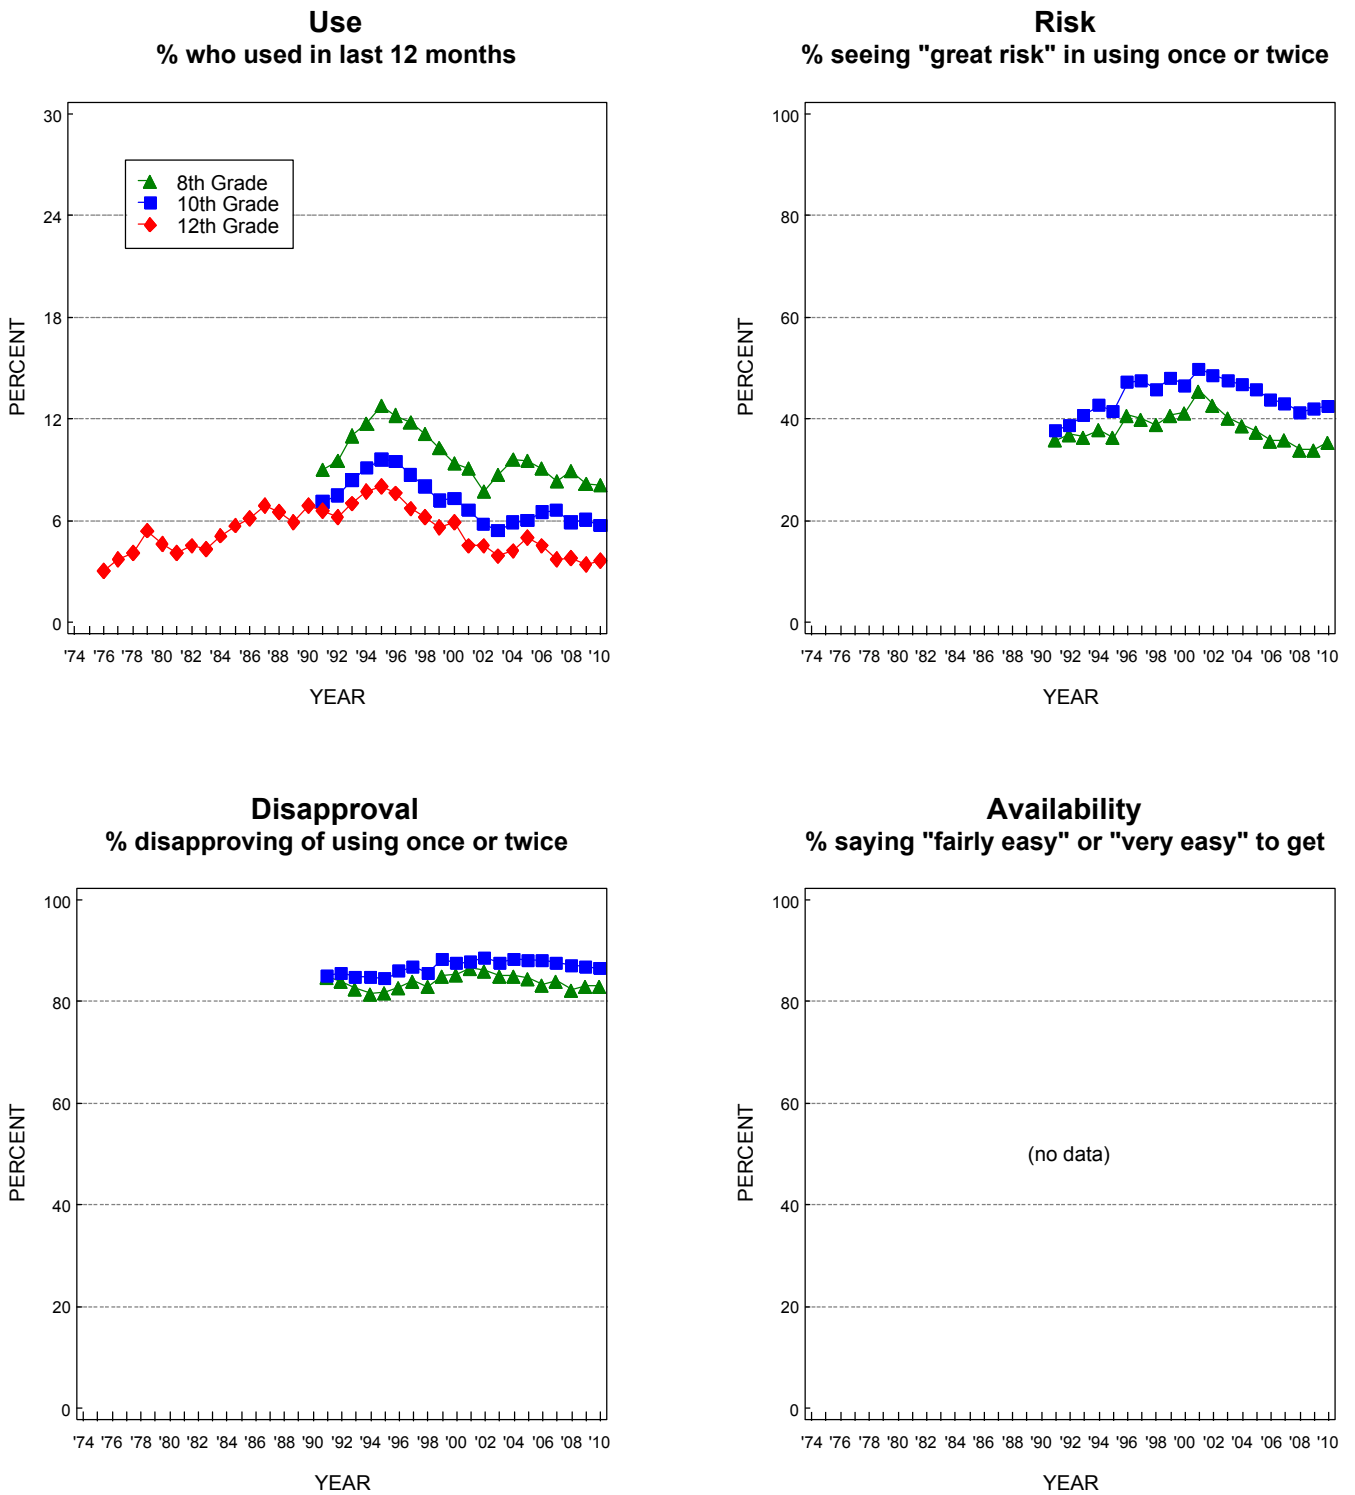 Use
% who used in last 12 months
30
24
18
12
6
0
PERCENT
8th Grade
10th Grade
12th Grade
'74 '76 '78 '80 '82 '84 '86 '88 '90 '92 '94 '96 '98 '00 '02 '04 '06 '08 '10
YEAR
Risk
% seeing "great risk" in using once or twice
100
80
60
40
20
0
PERCENT
'74 '76 '78 '80 '82 '84 '86 '88 '90 '92 '94 '96 '98 '00 '02 '04 '06 '08 '10
YEAR
Disapproval
% disapproving of using once or twice
100
80
60
40
20
0
PERCENT
'74 '76 '78 '80 '82 '84 '86 '88 '90 '92 '94 '96 '98 '00 '02 '04 '06 '08 '10
YEAR
Availability
% saying "fairly easy" or "very easy" to get
100
80
60
40
20
0
PERCENT
(no data)
'74 '76 '78 '80 '82 '84 '86 '88 '90 '92 '94 '96 '98 '00 '02 '04 '06 '08 '10
YEAR